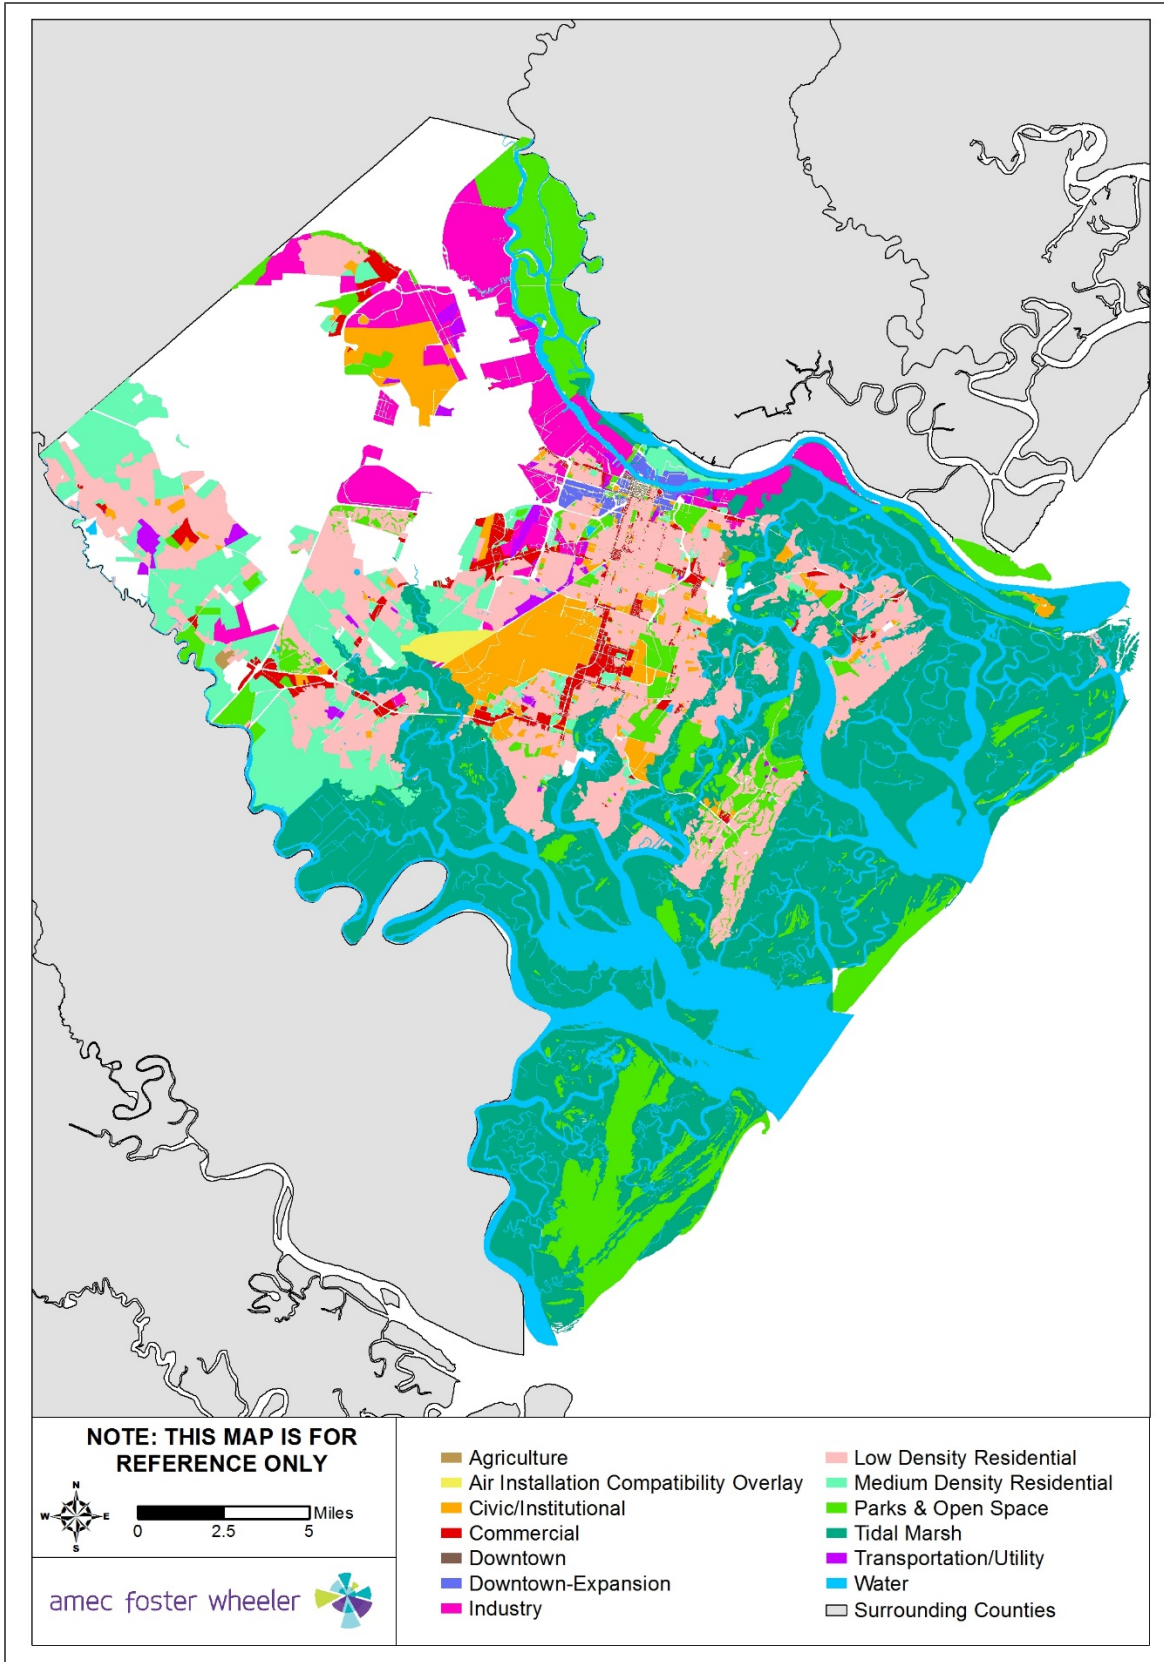 NOTE: THIS MAP IS FOR
REFERENCE ONLY
N
W E
S
Miles
0 2.5 5
amec foster wheeler
Agriculture
Air Installation Compatibility Overlay
Civic/Institutional
Commercial
Downtown
Downtown-Expansion
Industry
Low Density Residential
Medium Density Residential
Parks & Open Space
Tidal Marsh
Transportation/Utility
Water
Surrounding Counties